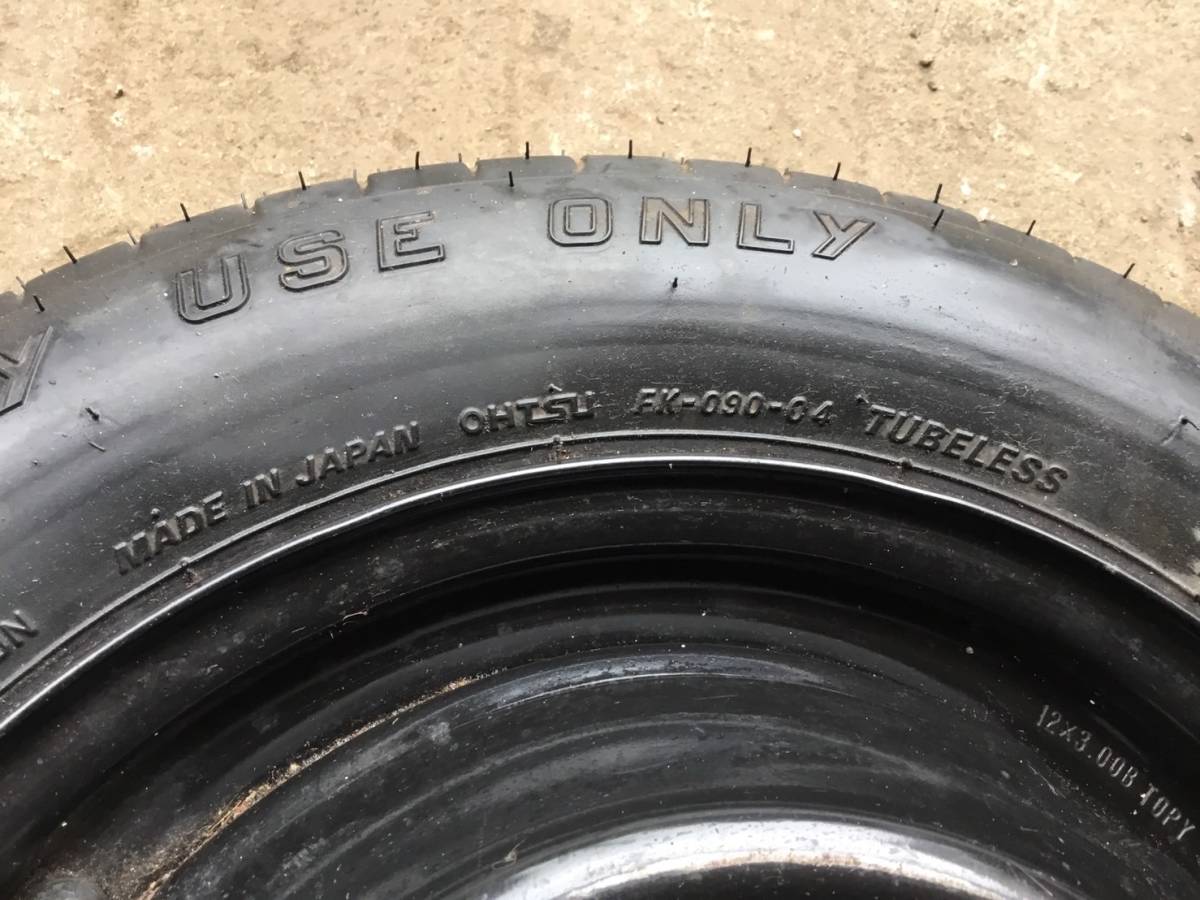 USE ONLY
MADE IN JAPAN OHTSU FK-090-04 TUBELESS
12X3.00B TOPY